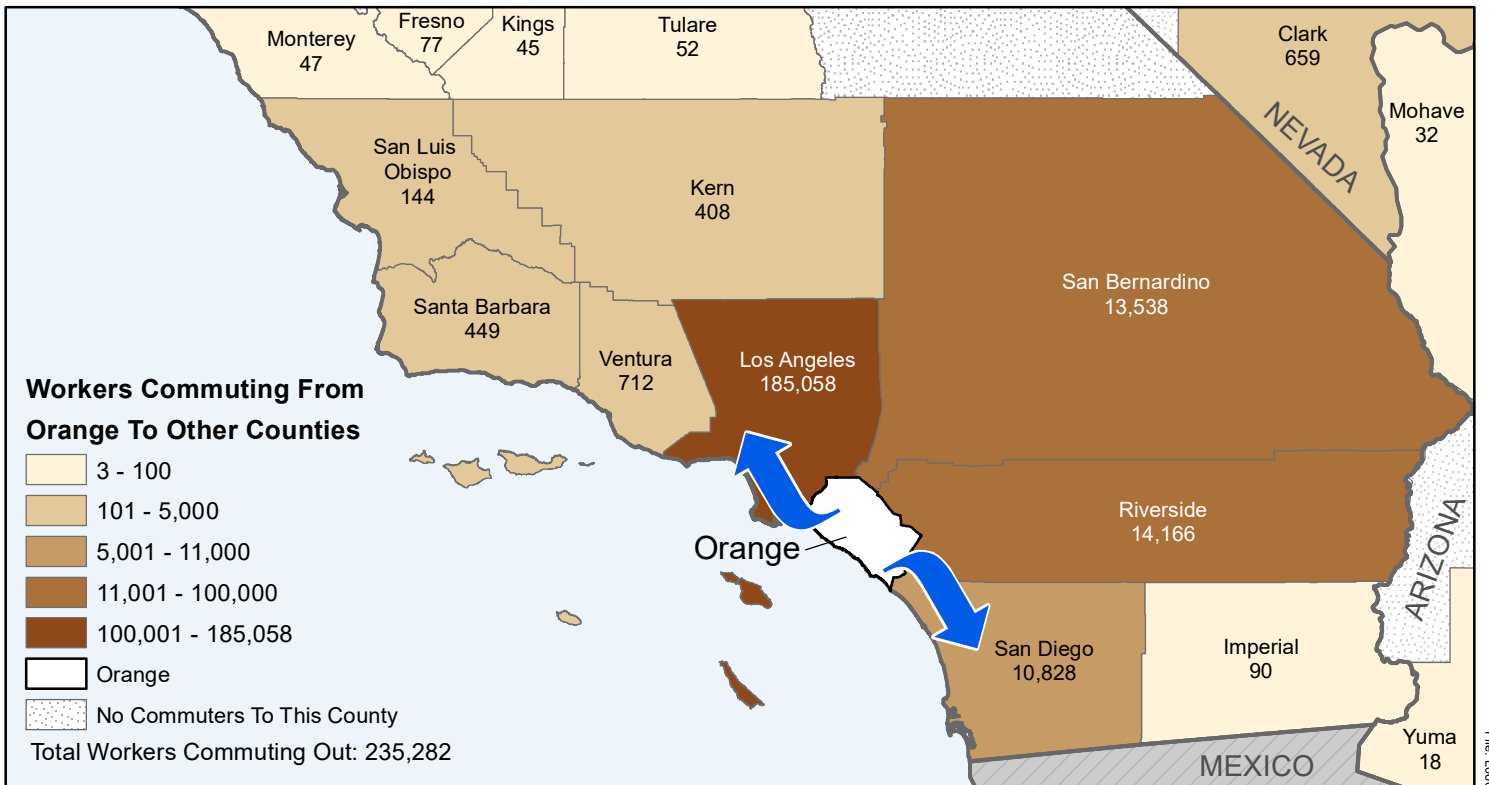 Monterey
47
Fresno
77
Kings
45
Tulare
52
Clark
659
Mohave
32
NEVADA
San Luis
Obispo
144
Kern
408
San Bernardino
13,538
Santa Barbara
449
Ventura
712
Los Angeles
185,058
Riverside
14,166
ARIZONA
Orange
San Diego
10,828
Imperial
90
Yuma
18
MEXICO
Workers Commuting From
Orange To Other Counties
3 - 100
101 - 5,000
5,001 - 11,000
11,001 - 100,000
100,001 - 185,058
Orange
No Commuters To This County
Total Workers Commuting Out: 235,282